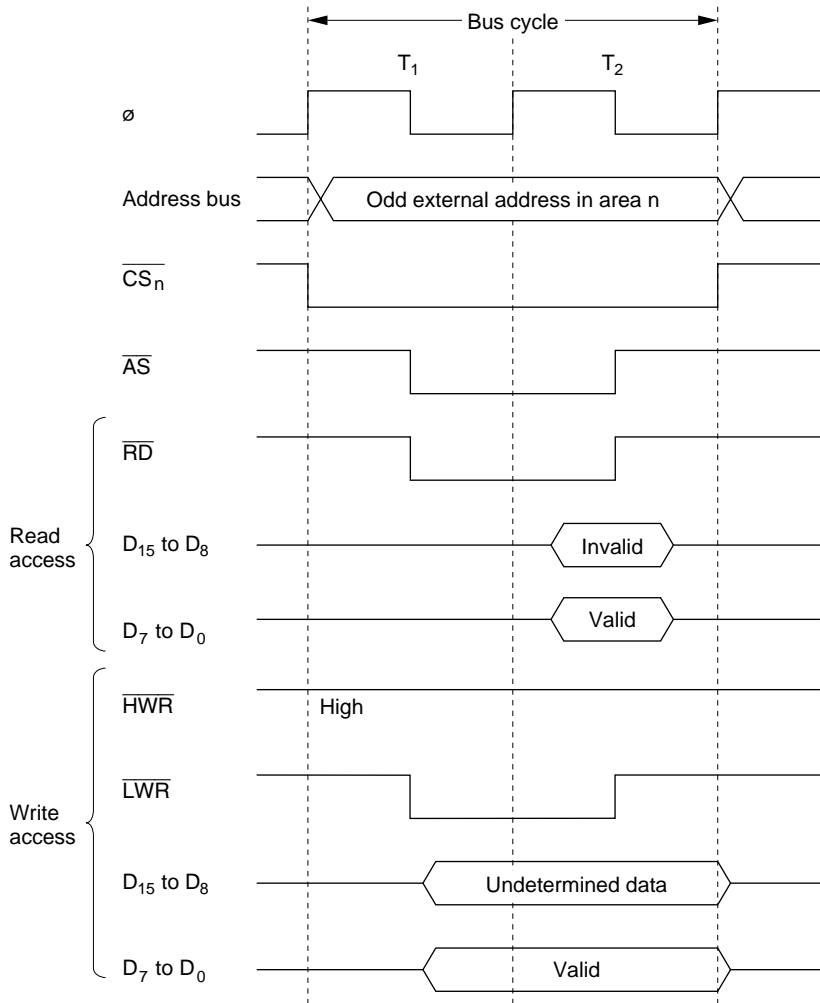 Bus cycle
T1 T2
ø
Address bus Odd external address in area n
CSn
AS
RD
Read access
D15 to D8 Invalid
D7 to D0 Valid
HWR High
LWR
Write access
D15 to D8 Undetermined data
D7 to D0 Valid